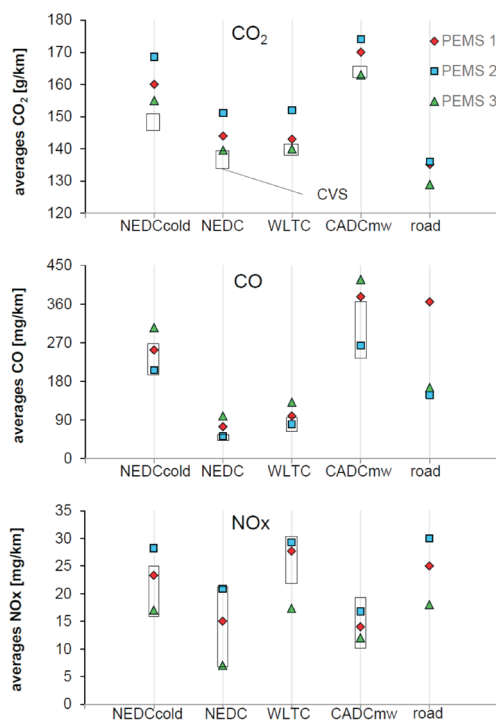 CO2
averages CO2 [g/km]
180
170
160
150
140
130
120
PEMS 1
PEMS 2
PEMS 3
CVS
NEDCcold NEDC WLTC CADCmw road
CO
averages CO [mg/km]
450
360
270
180
90
0
NEDCcold NEDC WLTC CADCmw road
NOx
averages NOx [mg/km]
35
30
25
20
15
10
5
0
NEDCcold NEDC WLTC CADCmw road